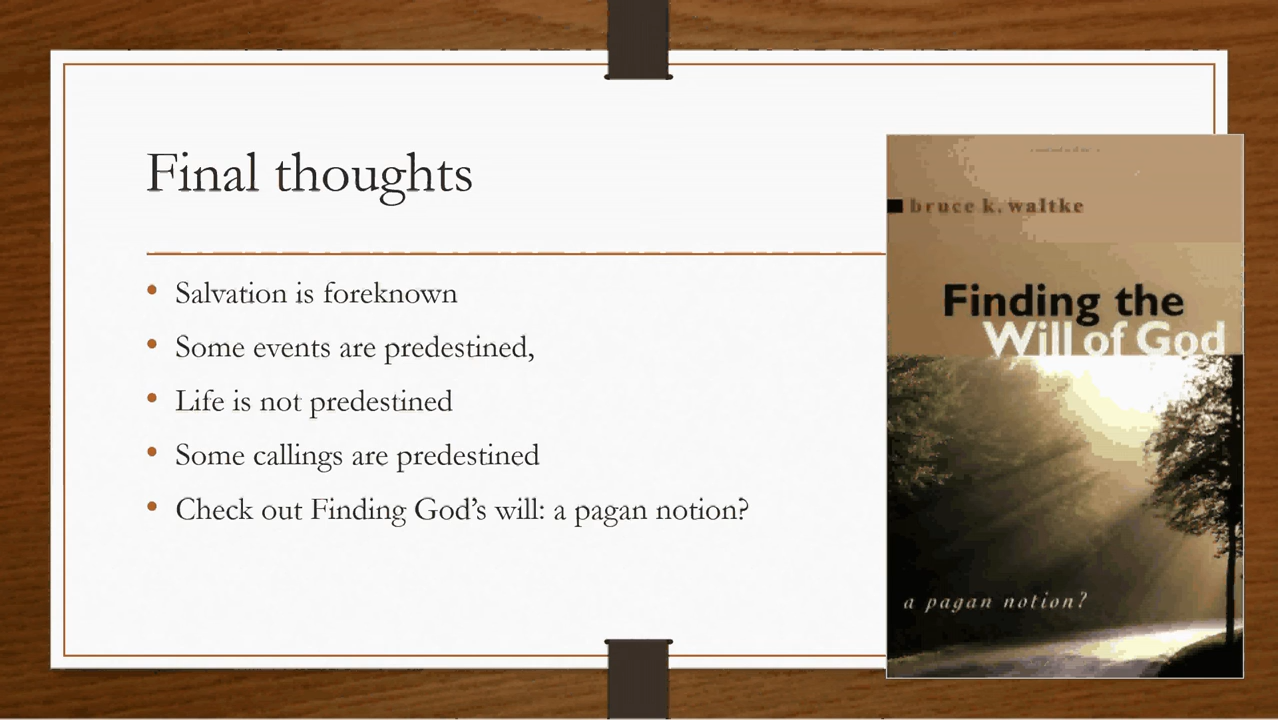 Final thoughts
• Salvation is foreknown
• Some events are predestined,
• Life is not predestined
• Some callings are predestined
• Check out Finding God’s will: a pagan notion?
bruce k. waltke
Finding the
Will of God
a pagan notion?